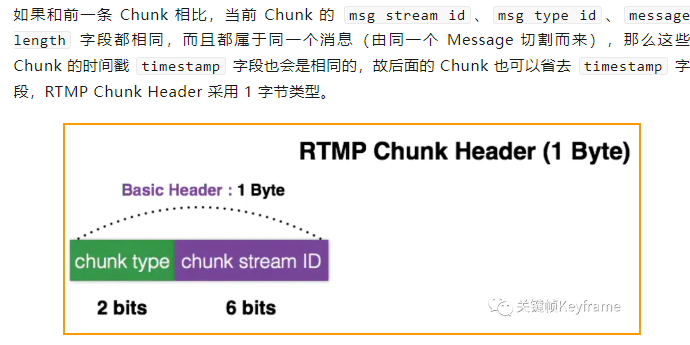 如果和前一条 Chunk 相比，当前 Chunk 的 msg stream id、msg type id、message
length 字段都相同，而且都属于同一个消息（由同一个 Message 切割而来），那么这些
Chunk 的时间戳 timestamp 字段也会是相同的，故后面的 Chunk 也可以省去 timestamp 字
段，RTMP Chunk Header 采用 1 字节类型。
RTMP Chunk Header (1 Byte)
Basic Header : 1 Byte
chunk type chunk stream ID
2 bits 6 bits
关键帧Keyframe